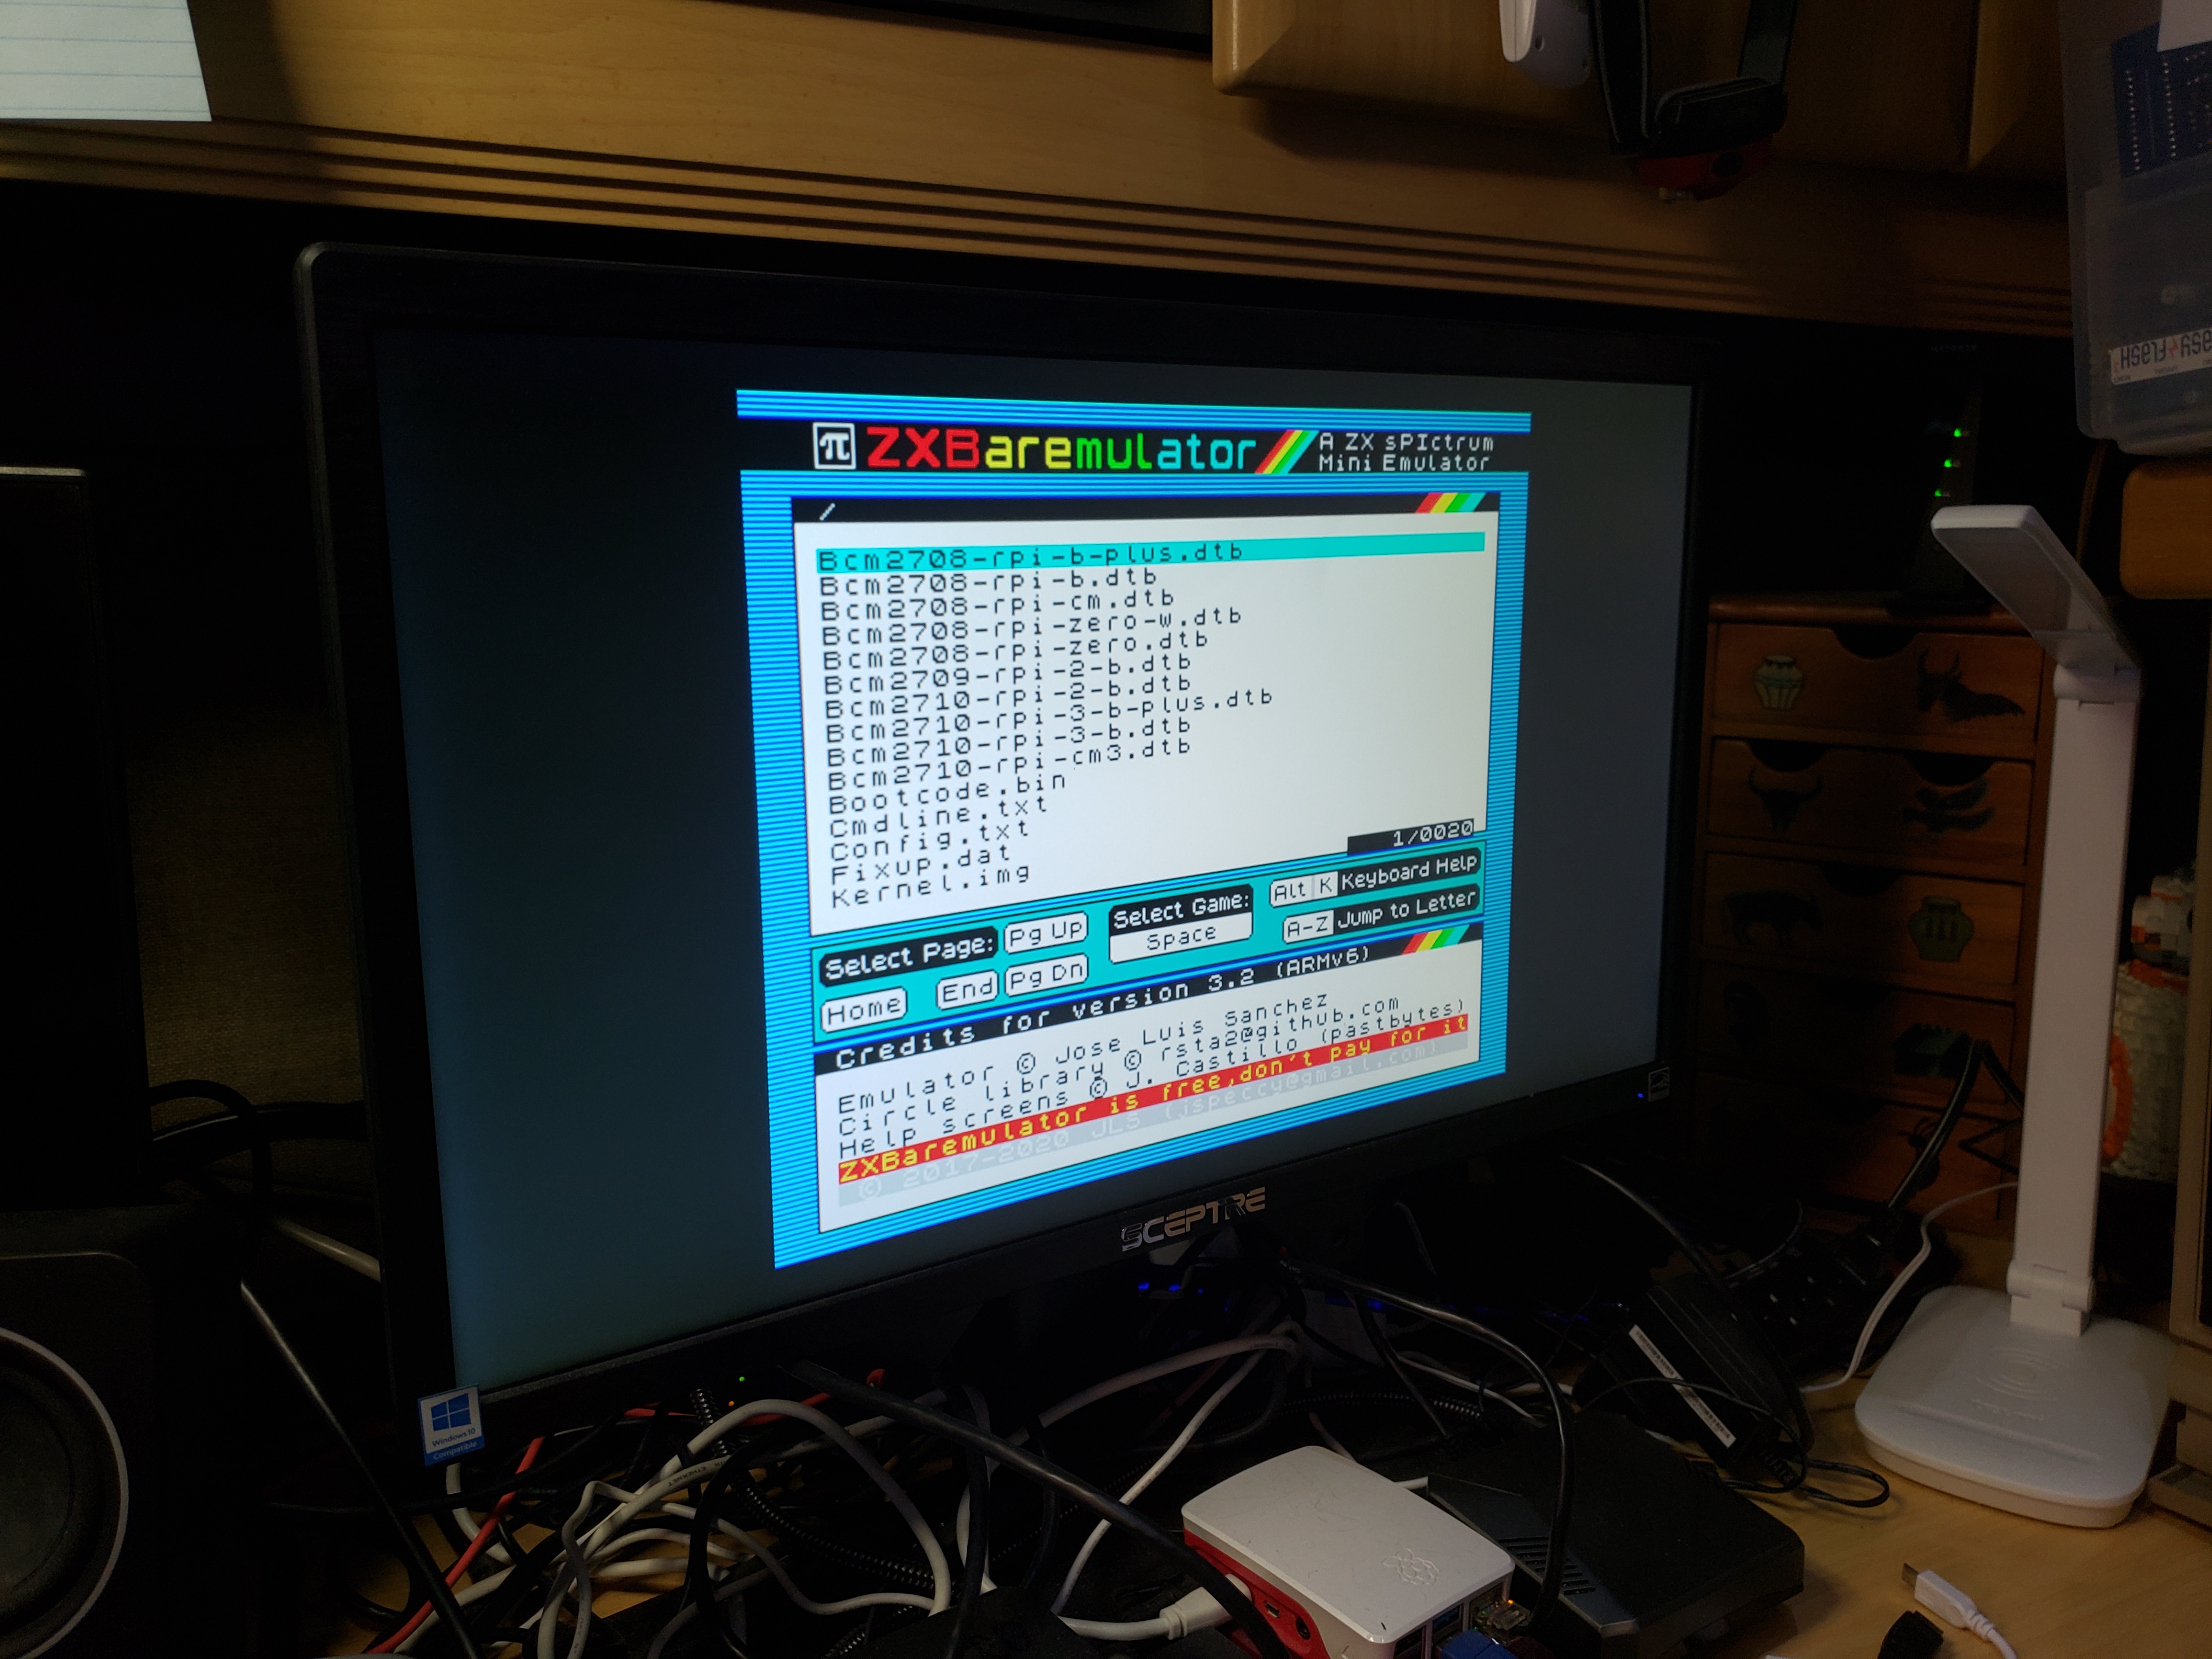 π ZXBaremulator A ZX sPIctrum
Mini Emulator
/
Bcm2708-rpi-b-plus.dtb
Bcm2708-rpi-b.dtb
Bcm2708-rpi-cm.dtb
Bcm2708-rpi-zero-w.dtb
Bcm2708-rpi-zero.dtb
Bcm2709-rpi-2-b.dtb
Bcm2710-rpi-2-b.dtb
Bcm2710-rpi-3-b-plus.dtb
Bcm2710-rpi-3-b.dtb
Bcm2710-rpi-cm3.dtb
Bootcode.bin
Cmdline.txt
Config.txt
Fixup.dat
Kernel.img
1/0020
Select Page: Pg Up
Home End Pg Dn
Select Game:
Space
Alt K Keyboard Help
A-Z Jump to Letter
Credits for version 3.2 (ARMv6)
Emulator © Jose Luis Sanchez
Circle library © rsta2@github.com
Help screens © J. Castillo (pastbytes)
ZXBaremulator is free,don't pay for it
© 2017-2020 JLS (jspeccy@gmail.com)
SCEPTRE
Windows 10
Compatible